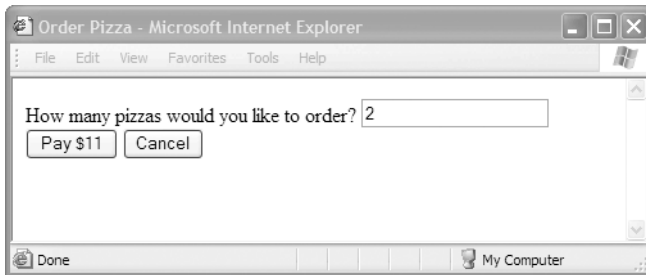 Order Pizza - Microsoft Internet Explorer
File Edit View Favorites Tools Help
How many pizzas would you like to order? 2
Pay $11 Cancel
Done My Computer